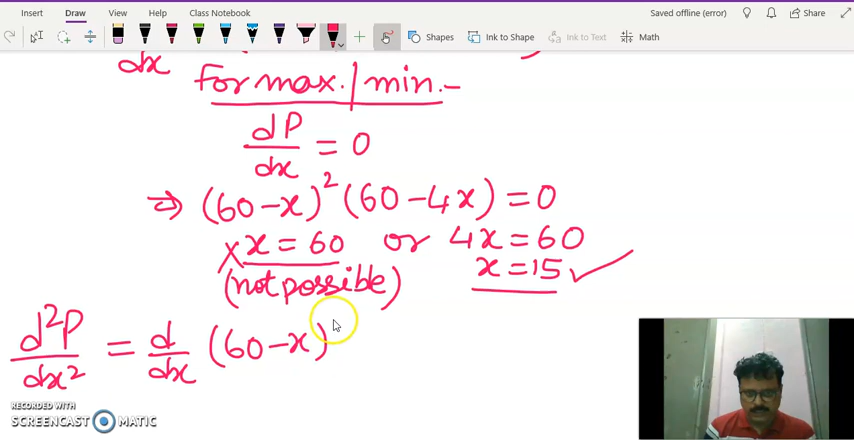 Insert Draw View Help Class Notebook Saved offline (error) Share
Shapes Ink to Shape Ink to Text Math
dx
For max./min.-
dP/dx = 0
⇒ (60-x)² (60-4x) = 0
× x = 60 or 4x = 60
(not possible) x = 15 ✓
d²P/dx² = d/dx (60-x)
RECORDED WITH
SCREENCAST MATIC